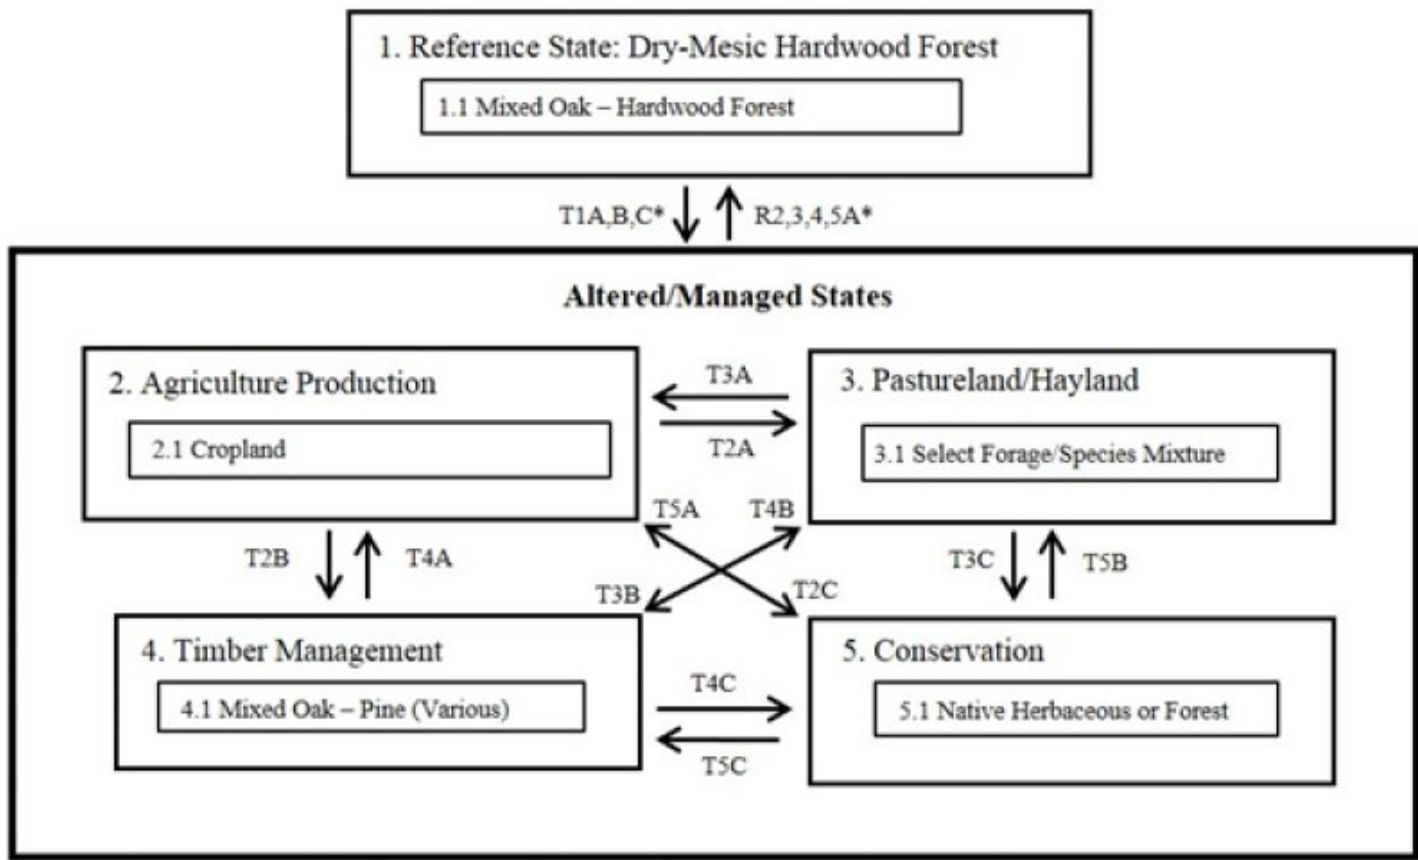 1. Reference State: Dry-Mesic Hardwood Forest
1.1 Mixed Oak – Hardwood Forest
T1A,B,C*
R2,3,4,5A*
Altered/Managed States
2. Agriculture Production
2.1 Cropland
T3A
T2A
3. Pastureland/Hayland
3.1 Select Forage/Species Mixture
T5A
T4B
T2B
T4A
T3C
T5B
T3B
T2C
4. Timber Management
4.1 Mixed Oak – Pine (Various)
T4C
T5C
5. Conservation
5.1 Native Herbaceous or Forest